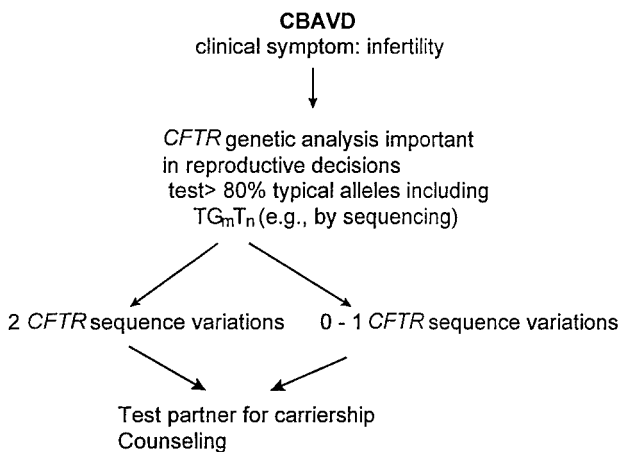 CBAVD
clinical symptom: infertility
CFTR genetic analysis important
in reproductive decisions
test> 80% typical alleles including
TGmTn (e.g., by sequencing)
2 CFTR sequence variations
0 - 1 CFTR sequence variations
Test partner for carriership
Counseling